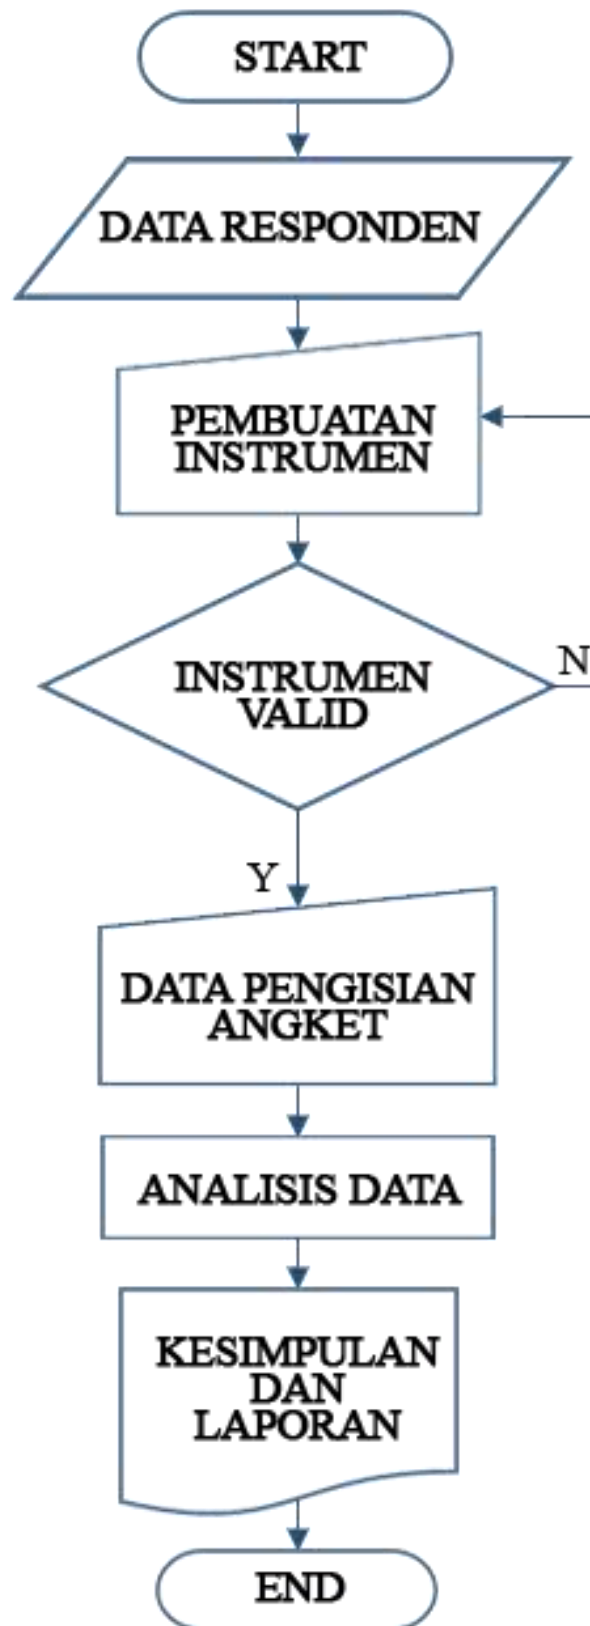 START
DATA RESPONDEN
PEMBUATAN
INSTRUMEN
INSTRUMEN
VALID
N
Y
DATA PENGISIAN
ANGKET
ANALISIS DATA
KESIMPULAN
DAN
LAPORAN
END